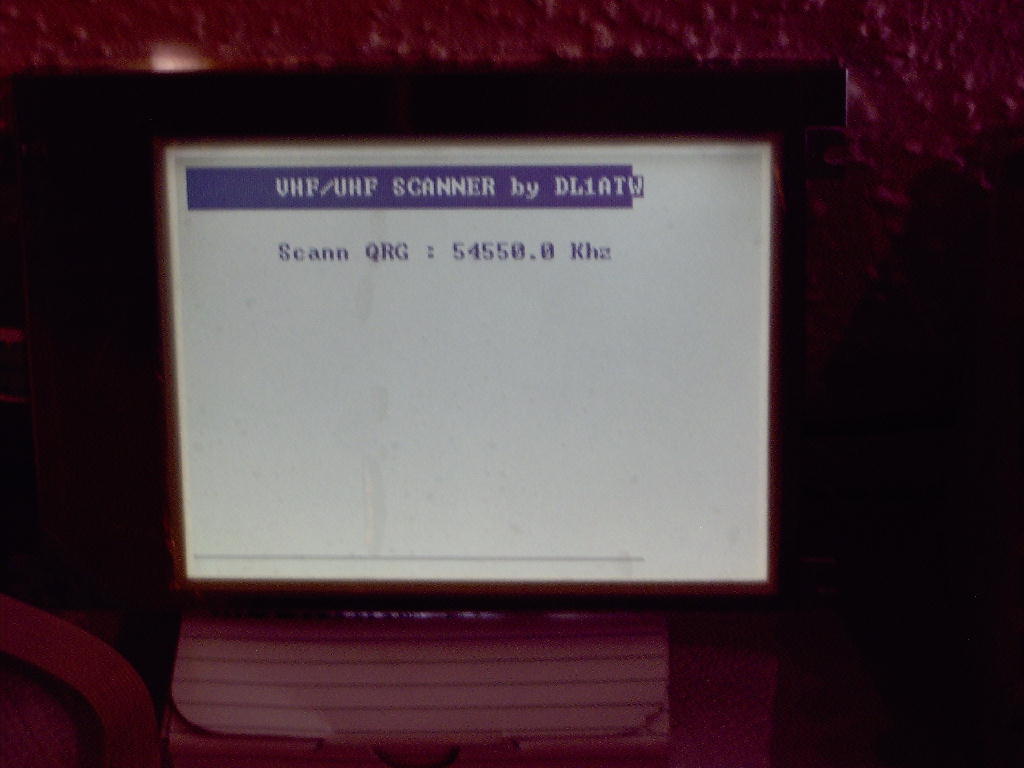 VHF/UHF SCANNER by DL1ATW
Scann QRG : 54550.0 Khz